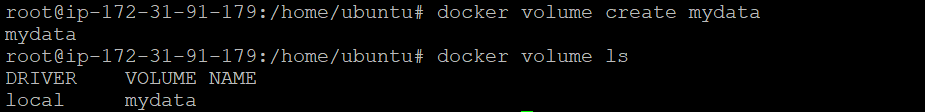 root@ip-172-31-91-179:/home/ubuntu# docker volume create mydata
mydata
root@ip-172-31-91-179:/home/ubuntu# docker volume ls
DRIVER    VOLUME NAME
local     mydata